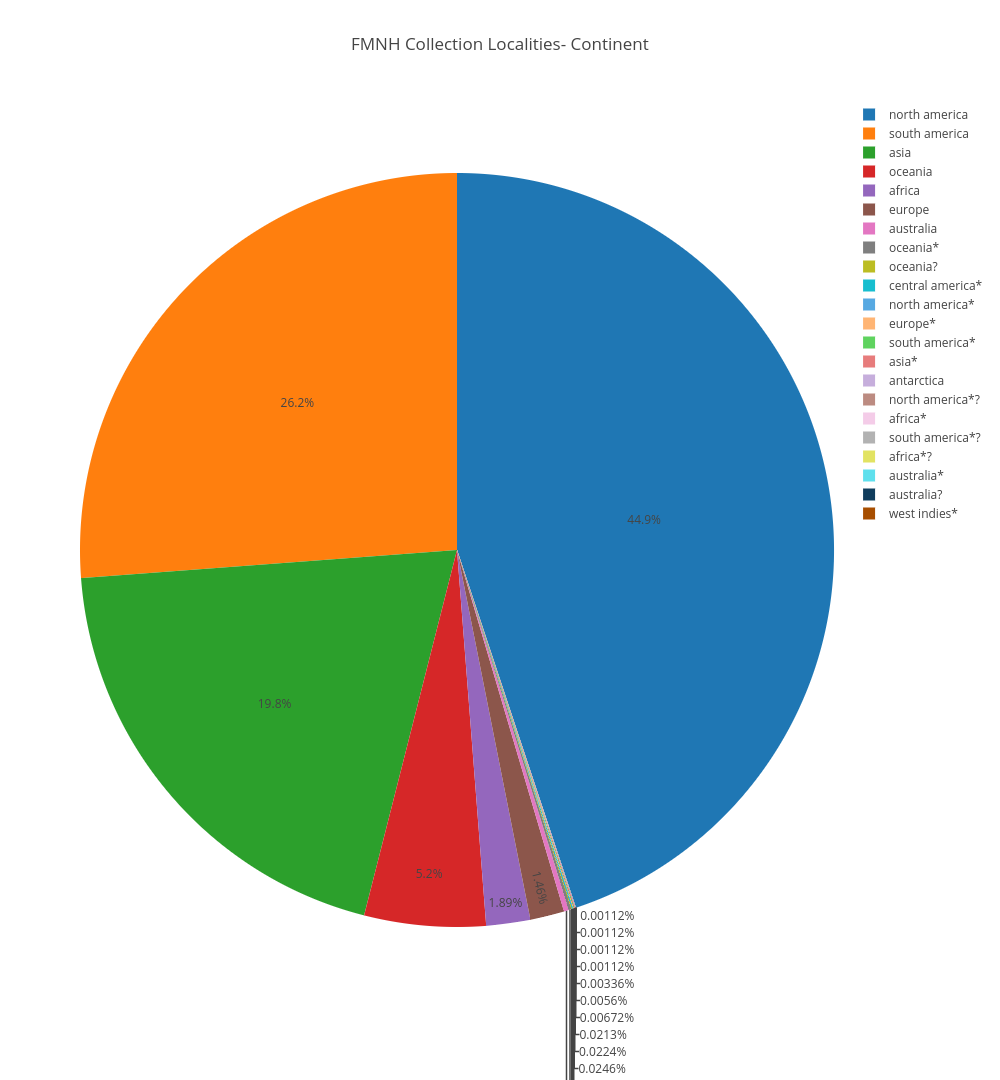 FMNH Collection Localities- Continent
north america
south america
asia
oceania
africa
europe
australia
oceania*
oceania?
central america*
north america*
europe*
south america*
asia*
antarctica
north america*?
africa*
south america*?
africa*?
australia*
australia?
west indies*
26.2%
44.9%
19.8%
5.2%
1.89%
1.46%
0.00112%
0.00112%
0.00112%
0.00112%
0.00336%
0.0056%
0.00672%
0.0213%
0.0224%
0.0246%